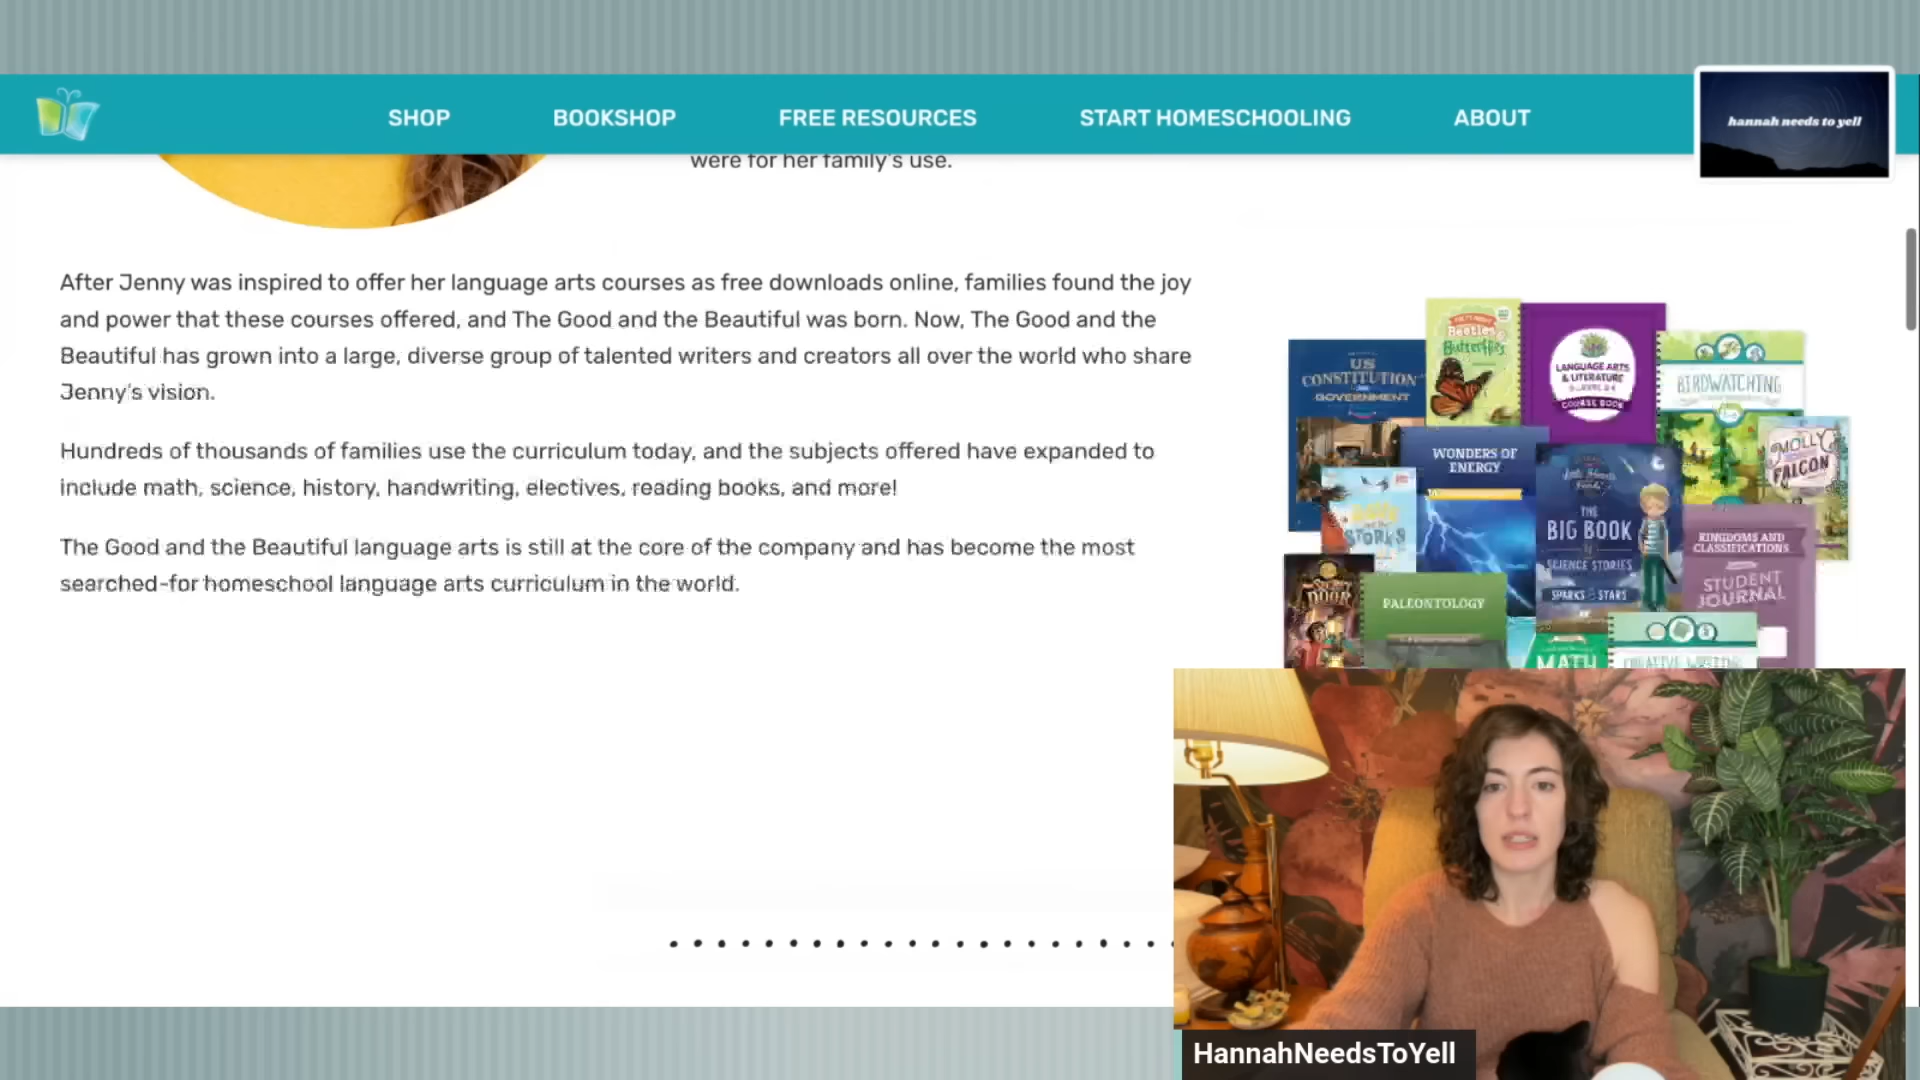 SHOP
BOOKSHOP
FREE RESOURCES
START HOMESCHOOLING
ABOUT
hannah needs to yell
were for her family's use.
After Jenny was inspired to offer her language arts courses as free downloads online, families found the joy
and power that these courses offered, and The Good and the Beautiful was born. Now, The Good and the
Beautiful has grown into a large, diverse group of talented writers and creators all over the world who share
Jenny's vision.
Hundreds of thousands of families use the curriculum today, and the subjects offered have expanded to
include math, science, history, handwriting, electives, reading books, and more!
The Good and the Beautiful language arts is still at the core of the company and has become the most
searched-for homeschool language arts curriculum in the world.
US
CONSTITUTION
GOVERNMENT
Beetles
Butterflies
LANGUAGE ARTS
& LITERATURE
COURSE BOOK
BIRDWATCHING
MOLLY
FALCON
WONDERS OF
ENERGY
STORKS
THE
BIG BOOK
of
SCIENCE STORIES
SPARKS & STARS
KINGDOMS AND
CLASSIFICATIONS
STUDENT
JOURNAL
DOOR
PALEONTOLOGY
MATH
CREATIVE WRITING
HannahNeedsToYell